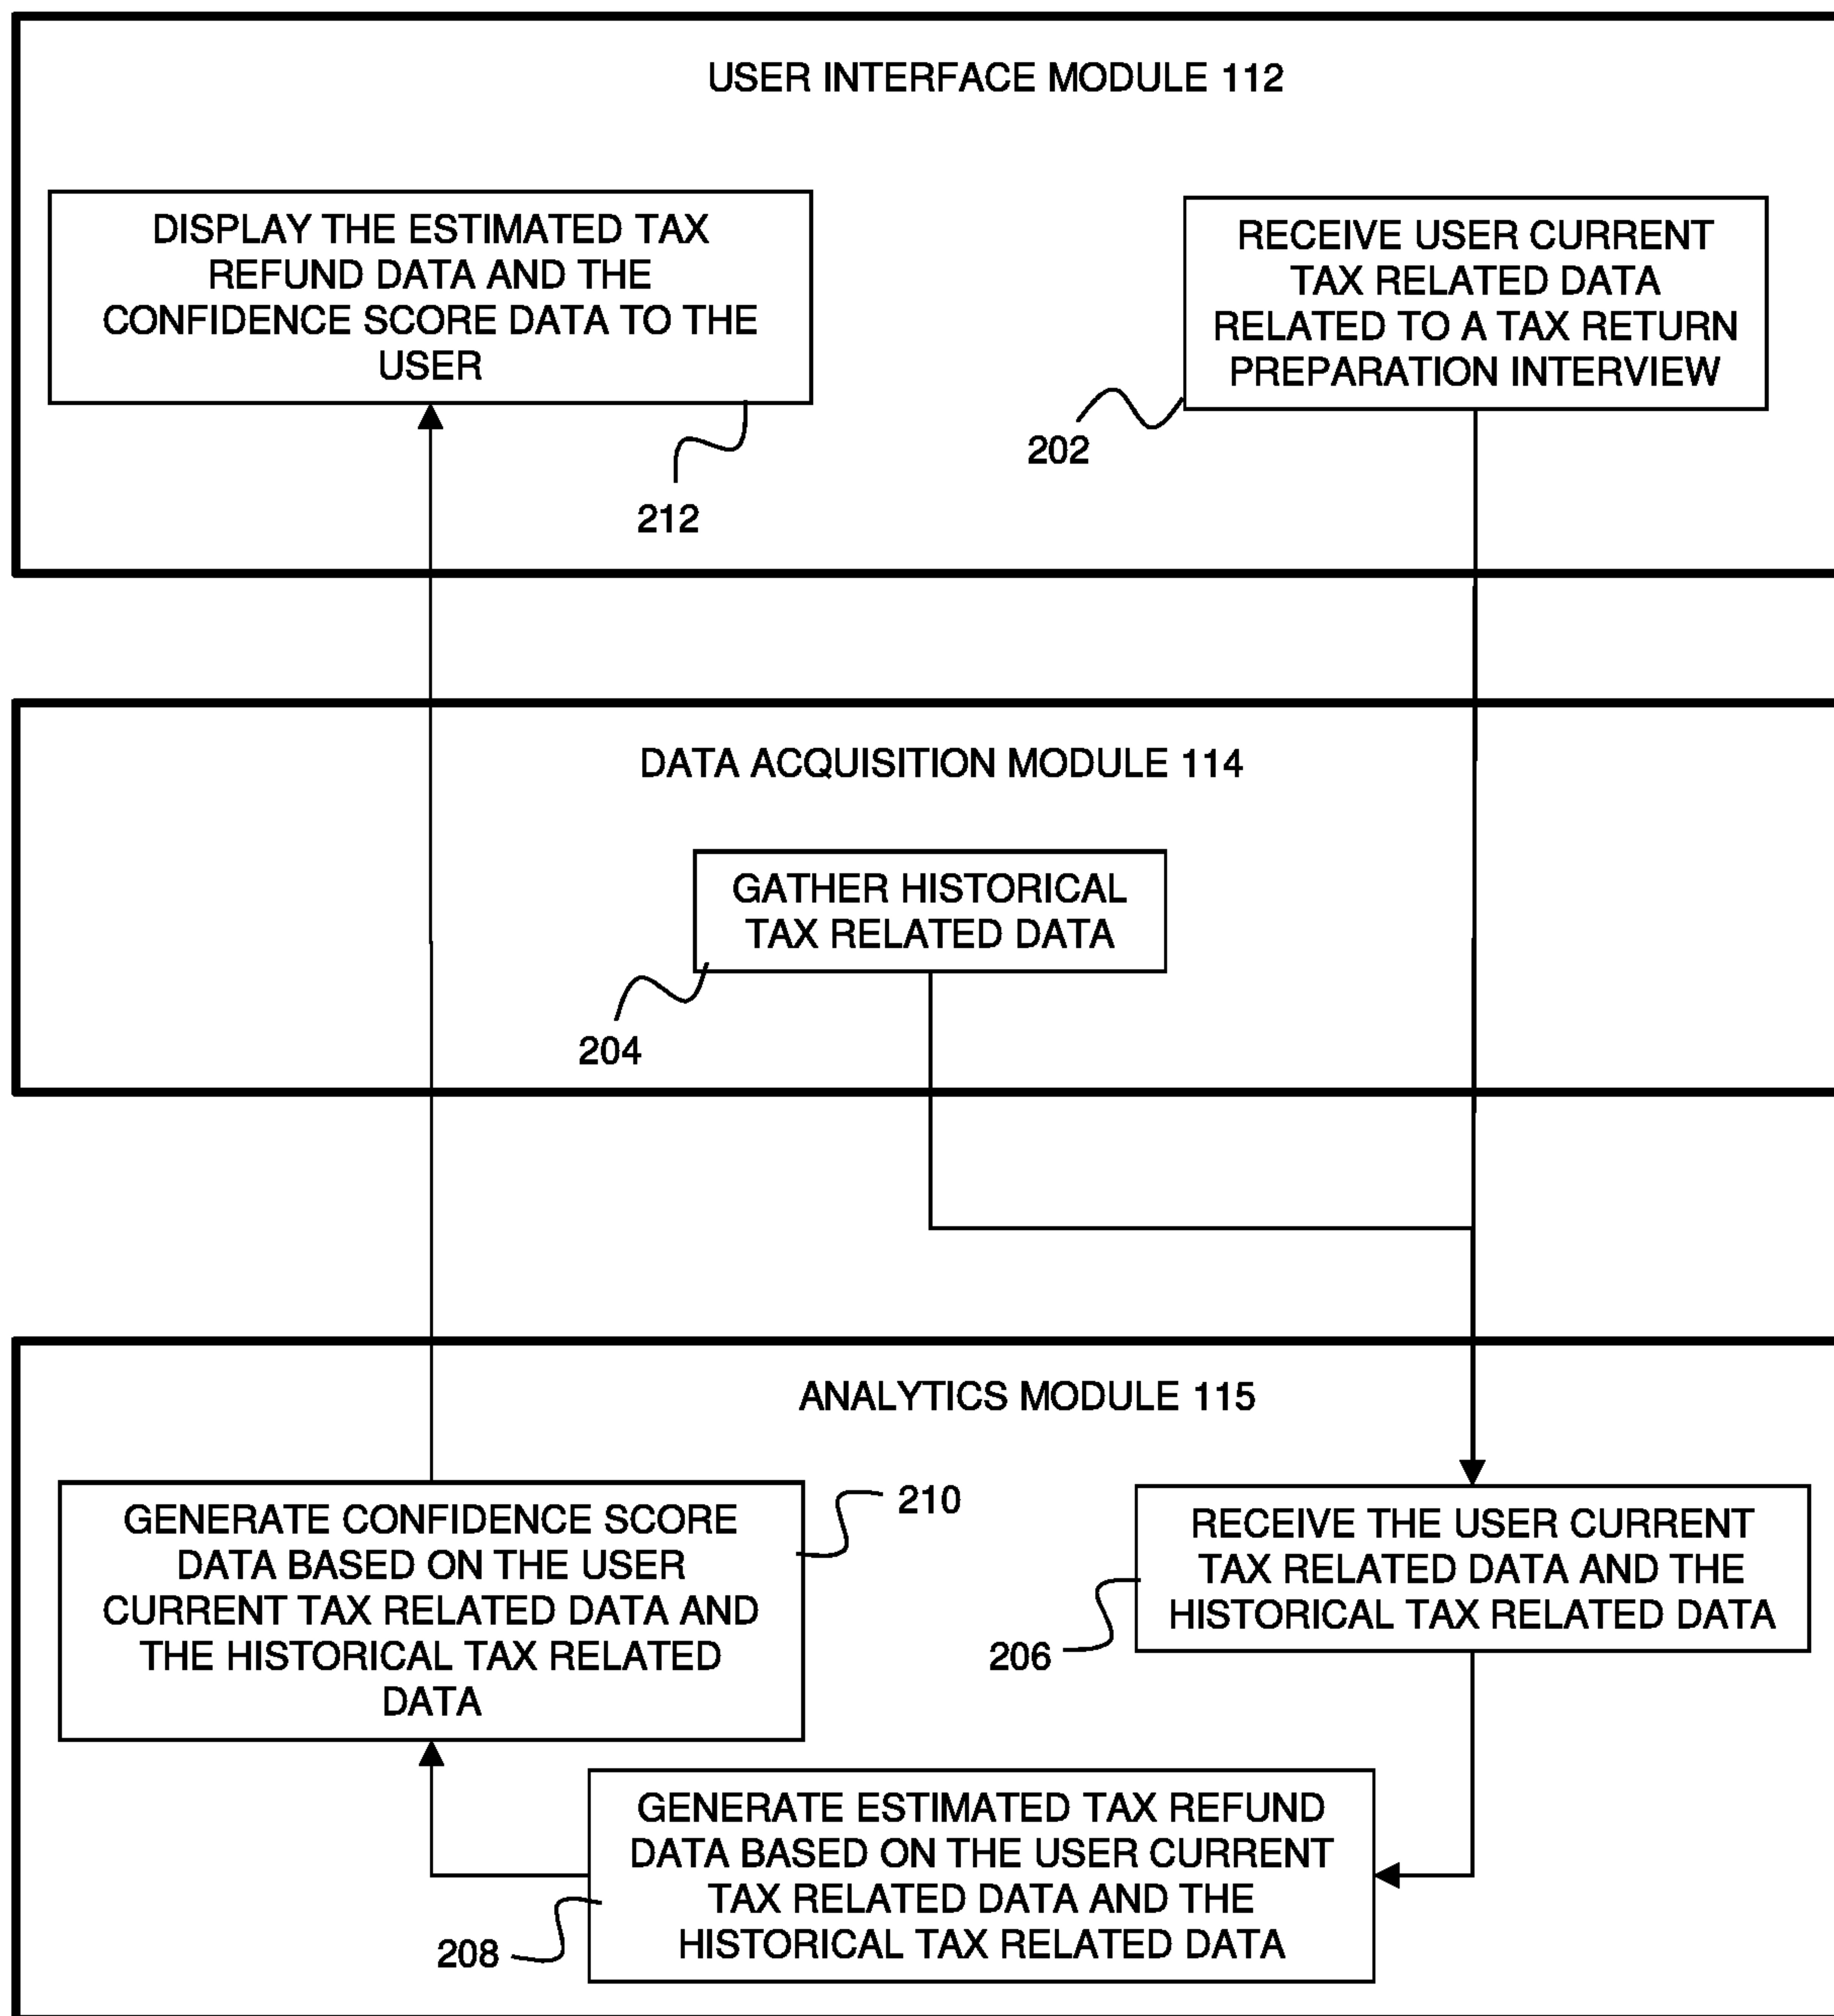 USER INTERFACE MODULE 112
DISPLAY THE ESTIMATED TAX
REFUND DATA AND THE
CONFIDENCE SCORE DATA TO THE
USER
212
RECEIVE USER CURRENT
TAX RELATED DATA
RELATED TO A TAX RETURN
PREPARATION INTERVIEW
202
DATA ACQUISITION MODULE 114
GATHER HISTORICAL
TAX RELATED DATA
204
ANALYTICS MODULE 115
GENERATE CONFIDENCE SCORE
DATA BASED ON THE USER
CURRENT TAX RELATED DATA AND
THE HISTORICAL TAX RELATED
DATA
210
RECEIVE THE USER CURRENT
TAX RELATED DATA AND THE
HISTORICAL TAX RELATED DATA
206
GENERATE ESTIMATED TAX REFUND
DATA BASED ON THE USER CURRENT
TAX RELATED DATA AND THE
HISTORICAL TAX RELATED DATA
208